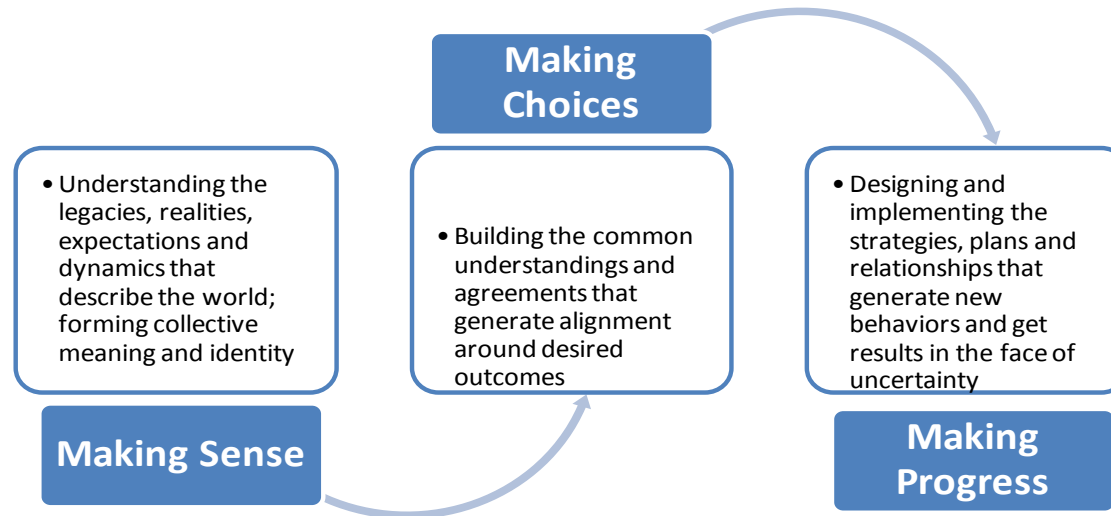 • Understanding the
legacies, realities,
expectations and
dynamics that
describe the world;
forming collective
meaning and identity
Making Sense
Making
Choices
• Building the common
understandings and
agreements that
generate alignment
around desired
outcomes
• Designing and
implementing the
strategies, plans and
relationships that
generate new
behaviors and get
results in the face of
uncertainty
Making
Progress